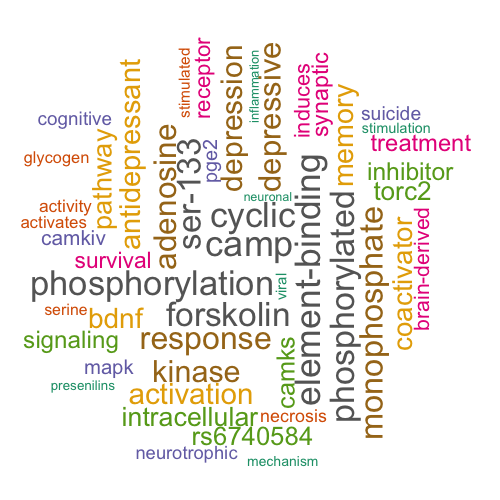 stimulated
receptor
depression
inflammation
depressive
induces
synaptic
antidepressant
pathway
cognitive
glycogen
activity
activates
camkiv
adenosine
ser-133
pge2
memory
suicide
stimulation
treatment
inhibitor
torc2
neuronal
cyclic
camp
element-binding
phosphorylated
monophosphate
coactivator
brain-derived
survival
phosphorylation
viral
serine
bdnf
forskolin
signaling
response
camks
mapk
kinase
presenilins
activation
intracellular
necrosis
rs6740584
neurotrophic
mechanism